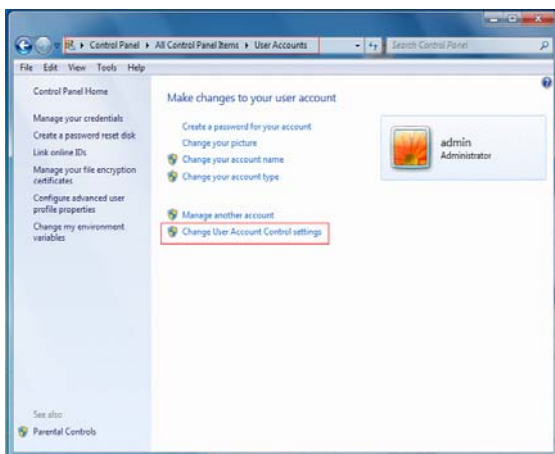 Control Panel ▸ All Control Panel Items ▸ User Accounts
Search Control Panel
File Edit View Tools Help
Control Panel Home
Manage your credentials
Create a password reset disk
Link online IDs
Manage your file encryption
certificates
Configure advanced user
profile properties
Change my environment
variables
See also
Parental Controls
Make changes to your user account
Create a password for your account
Change your picture
Change your account name
Change your account type
Manage another account
Change User Account Control settings
admin
Administrator